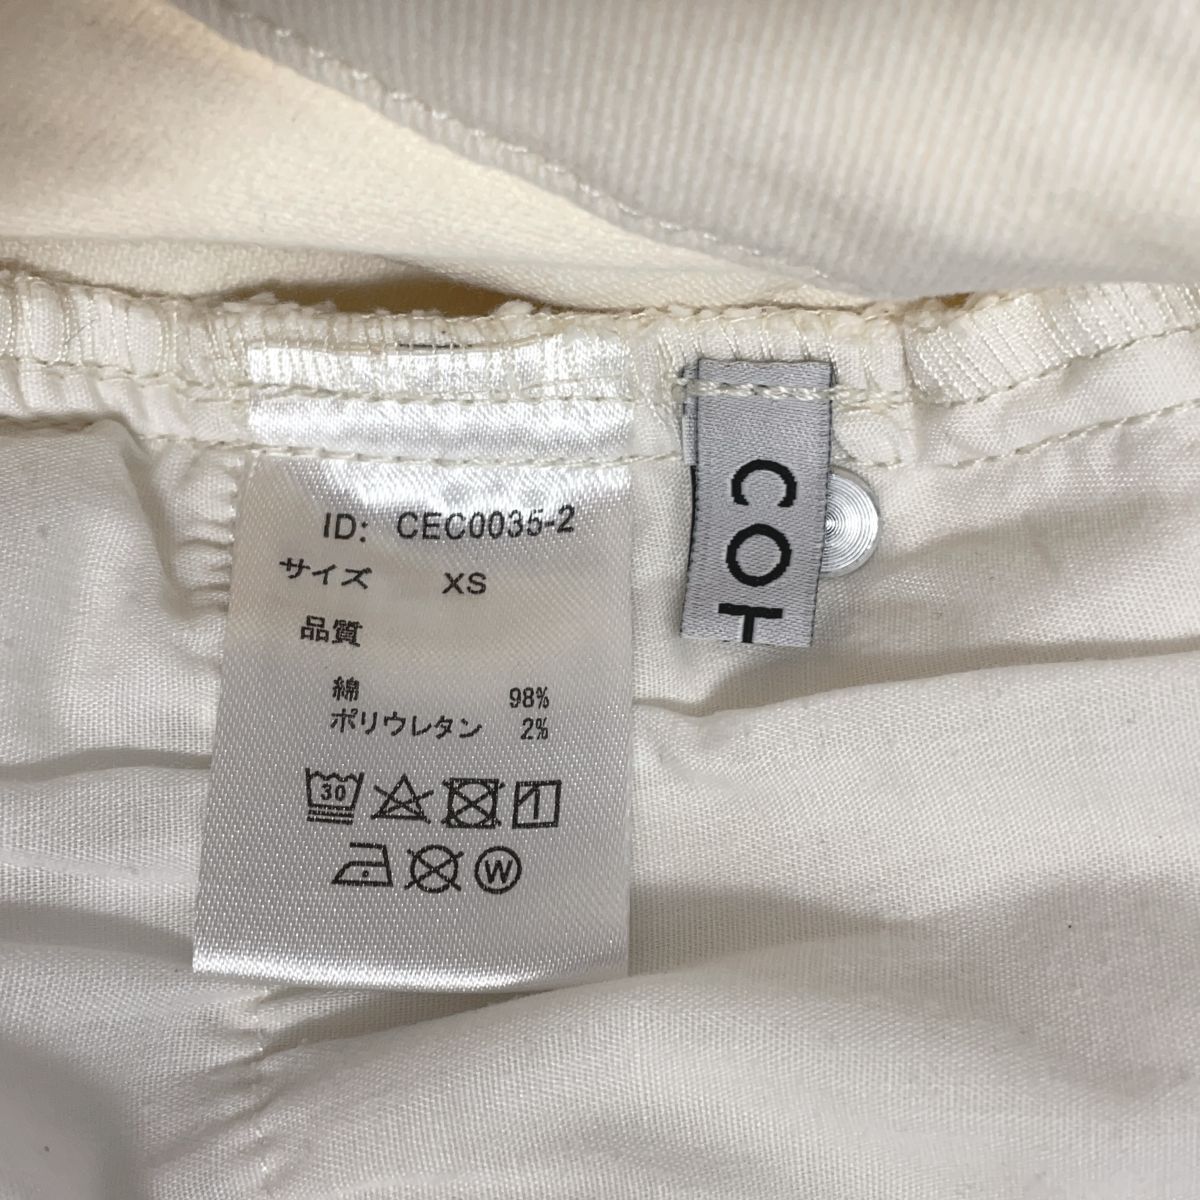 ID: CEC0035-2
サイズ XS
品質
綿 98%
ポリウレタン 2%
30
W
COH